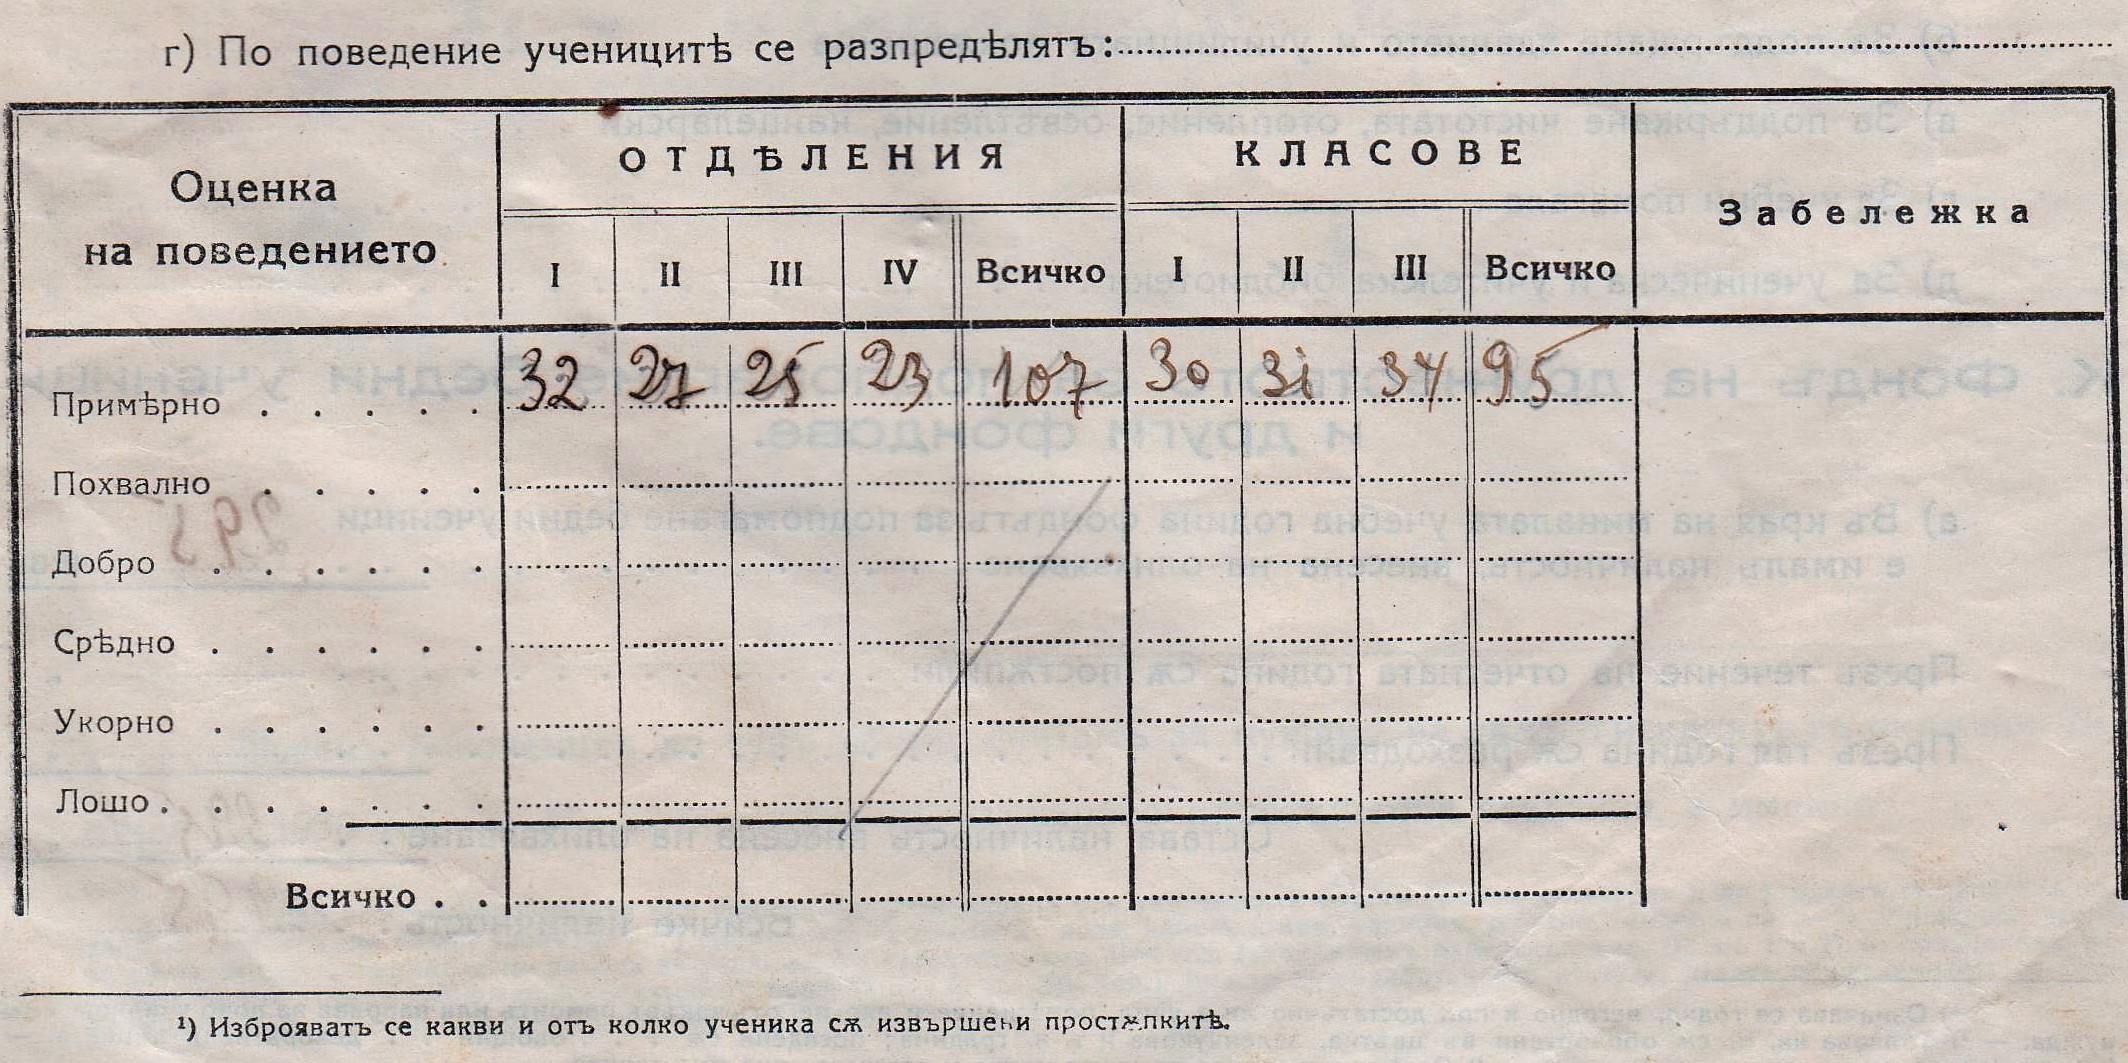 г) По поведение ученицитѣ се разпредѣлятъ:
Оценка на поведението
ОТДѢЛЕНИЯ
КЛАСОВЕ
Забележка
I II III IV Всичко I II III Всичко
Примѣрно . . . . . 32 27 25 23 107 30 31 34 95
Похвално . . . . .
Добро . . . . . .
Срѣдно . . . . . .
Укорно . . . . . .
Лошо . . . . . . .
Всичко . .
¹) Изброяватъ се какви и отъ колко ученика сѫ извършени простѫпкитѣ.